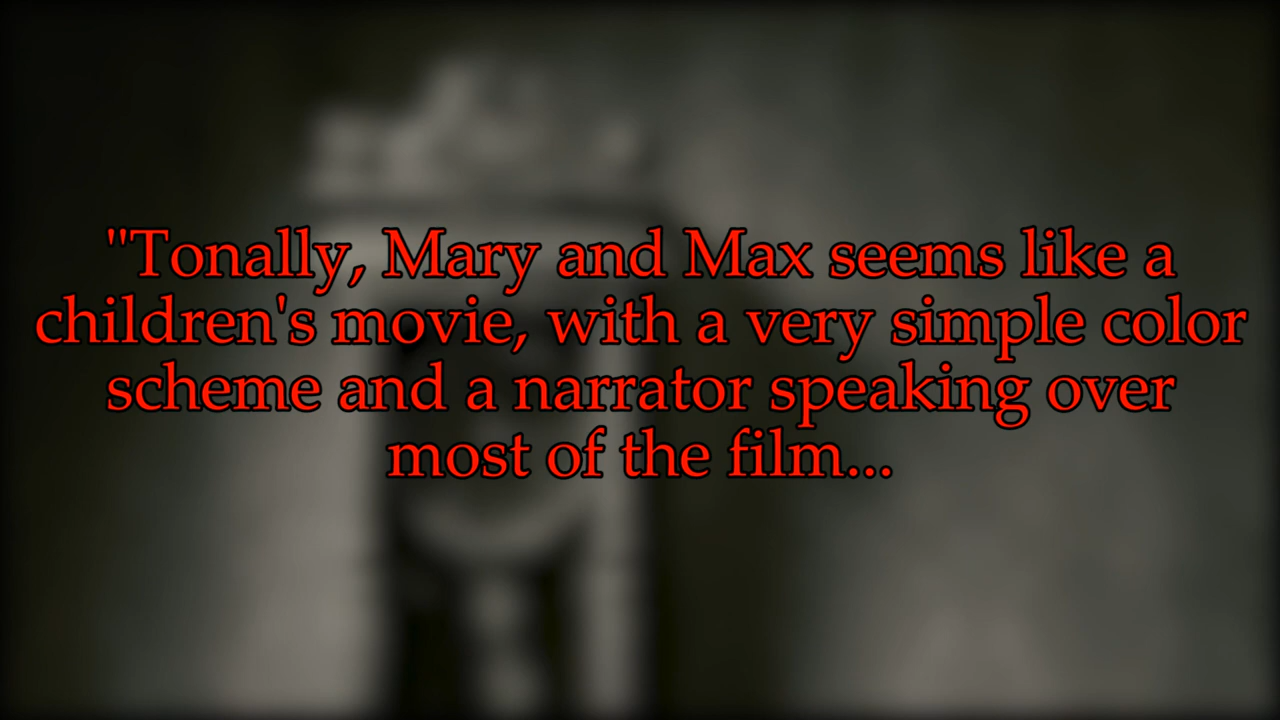 "Tonally, Mary and Max seems like a
children's movie, with a very simple color
scheme and a narrator speaking over
most of the film...